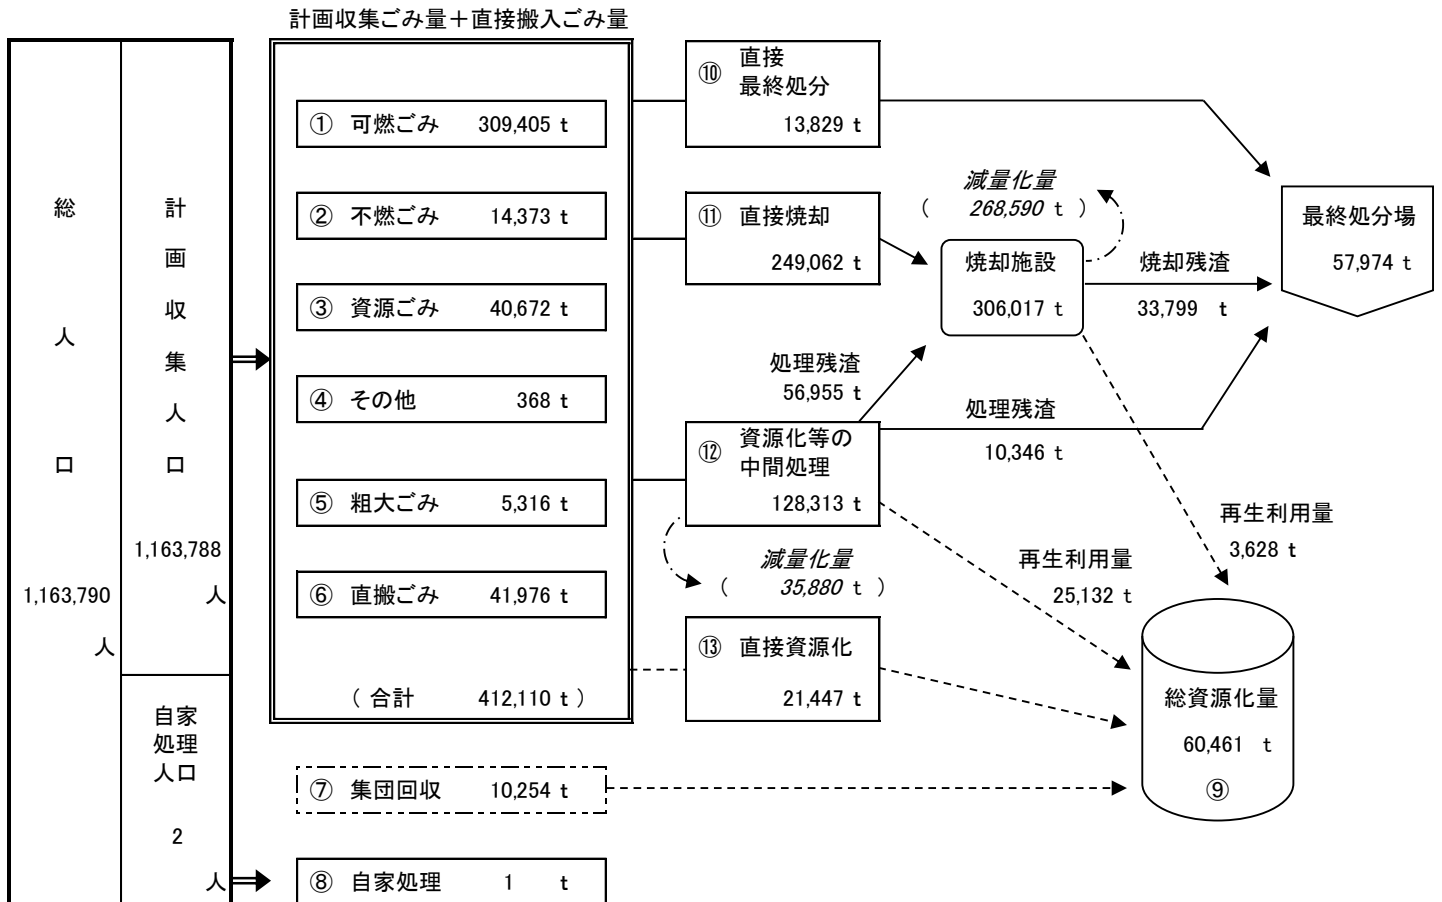 計画収集ごみ量＋直接搬入ごみ量
総人口
1,163,790
人
計画収集人口
1,163,788
人
自家
処理
人口
2
人
① 可燃ごみ 309,405 t
② 不燃ごみ 14,373 t
③ 資源ごみ 40,672 t
④ その他 368 t
⑤ 粗大ごみ 5,316 t
⑥ 直搬ごみ 41,976 t
（ 合計 412,110 t ）
⑦ 集団回収 10,254 t
⑧ 自家処理 1 t
⑩ 直接
最終処分
13,829 t
⑪ 直接焼却
249,062 t
処理残渣
56,955 t
⑫ 資源化等の
中間処理
128,313 t
減量化量
（ 35,880 t ）
⑬ 直接資源化
21,447 t
減量化量
（ 268,590 t ）
焼却施設
306,017 t
焼却残渣
33,799 t
処理残渣
10,346 t
再生利用量
3,628 t
再生利用量
25,132 t
最終処分場
57,974 t
総資源化量
60,461 t
⑨